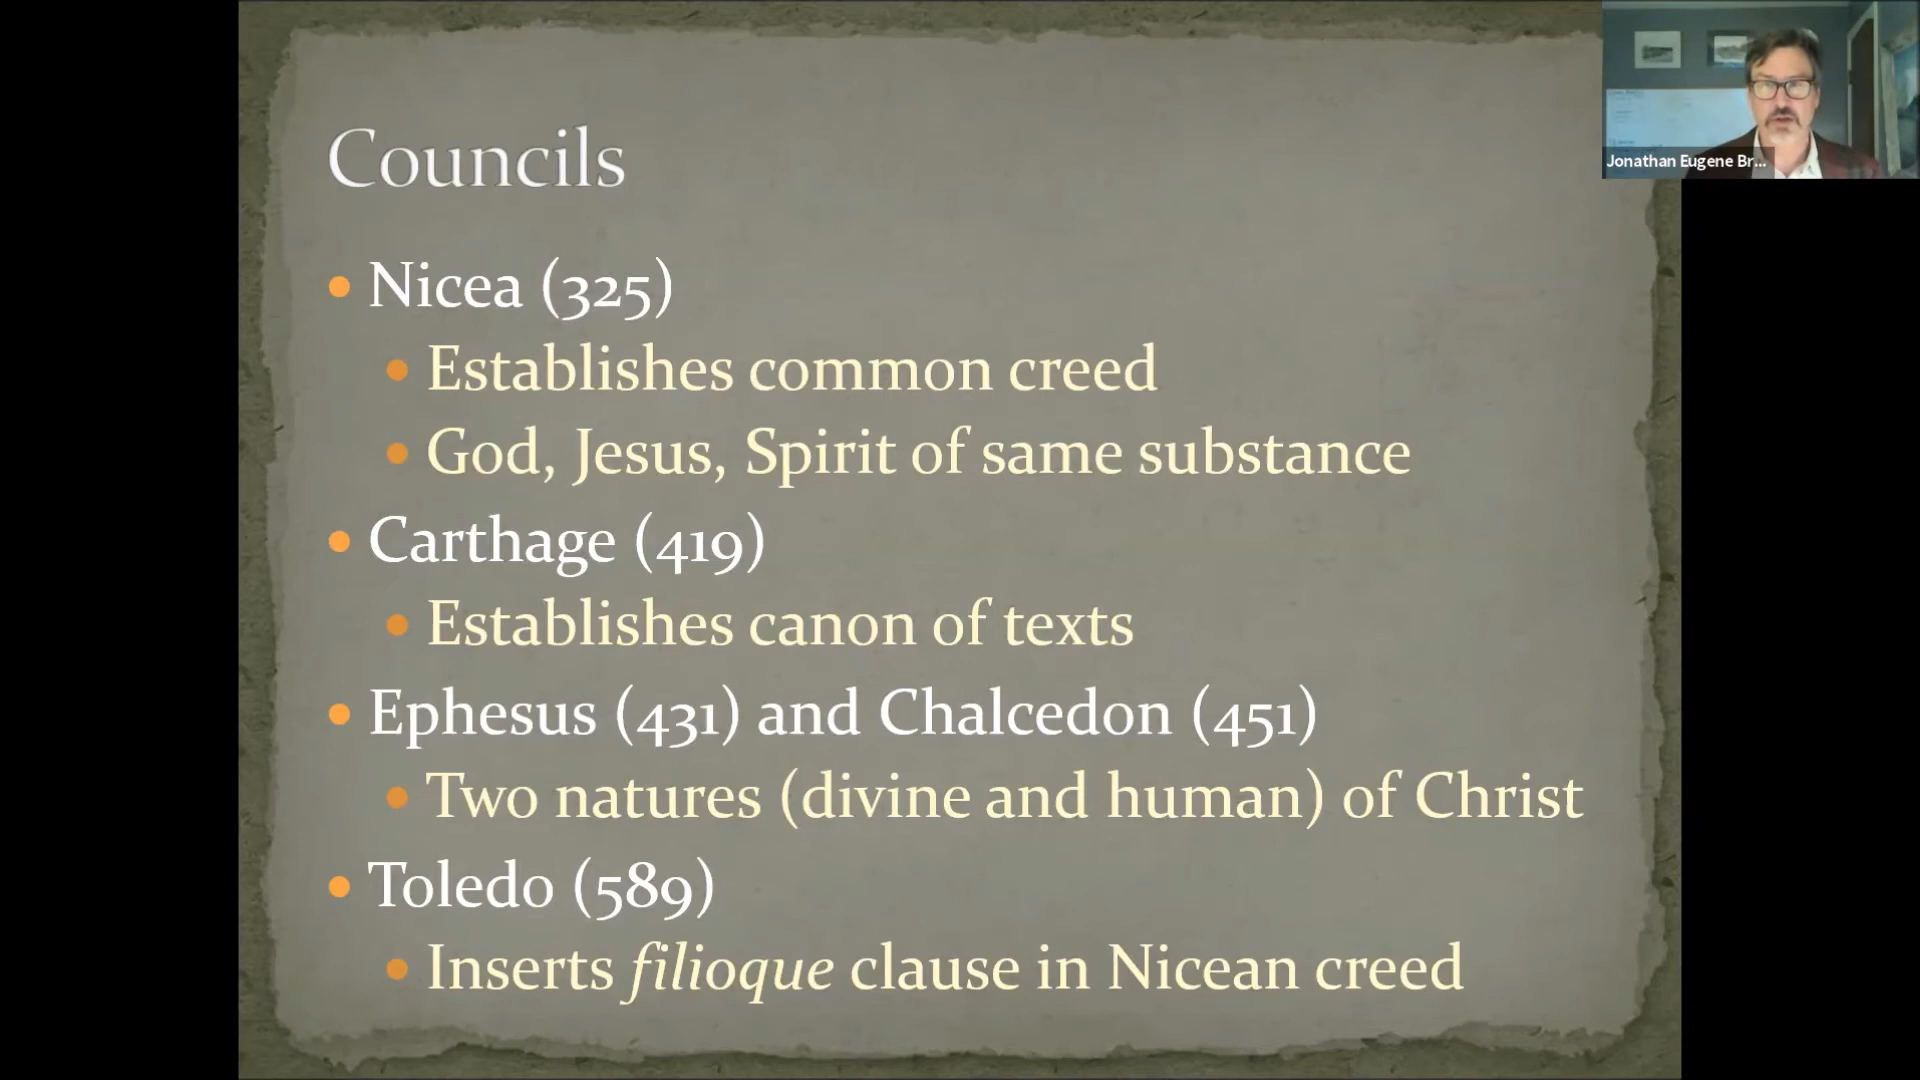 Councils
Nicea (325)
Establishes common creed
God, Jesus, Spirit of same substance
Carthage (419)
Establishes canon of texts
Ephesus (431) and Chalcedon (451)
Two natures (divine and human) of Christ
Toledo (589)
Inserts filioque clause in Nicean creed
Jonathan Eugene Br...